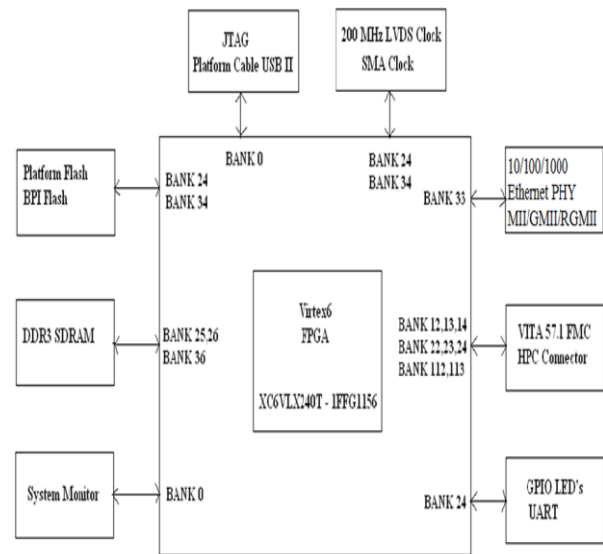 JTAG
Platform Cable USB II
200 MHz LVDS Clock
SMA Clock
BANK 0
BANK 24
BANK 34
Platform Flash
BPI Flash
BANK 24
BANK 34
BANK 33
10/100/1000
Ethernet PHY
MII/GMII/RGMII
DDR3 SDRAM
BANK 25,26
BANK 36
Virtex6
FPGA
XC6VLX240T - 1FFG1156
BANK 12,13,14
BANK 22,23,24
BANK 112,113
VITA 57.1 FMC
HPC Connector
System Monitor
BANK 0
BANK 24
GPIO LED's
UART